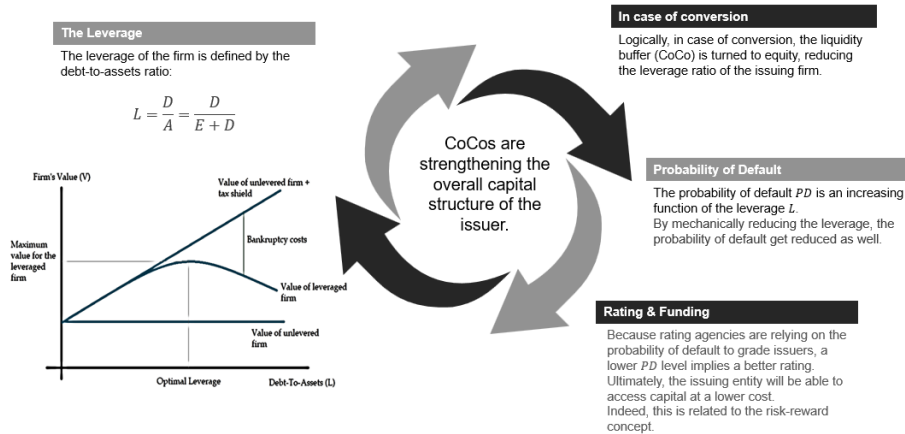 The Leverage
The leverage of the firm is defined by the
debt-to-assets ratio:
L = D/A = D/(E + D)
Firm's Value (V)
Value of unlevered firm +
tax shield
Bankruptcy costs
Maximum
value for the
leveraged
firm
Value of leveraged
firm
Value of unlevered
firm
Optimal Leverage
Debt-To-Assets (L)
CoCos are
strengthening the
overall capital
structure of the
issuer.
In case of conversion
Logically, in case of conversion, the liquidity
buffer (CoCo) is turned to equity, reducing
the leverage ratio of the issuing firm.
Probability of Default
The probability of default PD is an increasing
function of the leverage L.
By mechanically reducing the leverage, the
probability of default get reduced as well.
Rating & Funding
Because rating agencies are relying on the
probability of default to grade issuers, a
lower PD level implies a better rating.
Ultimately, the issuing entity will be able to
access capital at a lower cost.
Indeed, this is related to the risk-reward
concept.